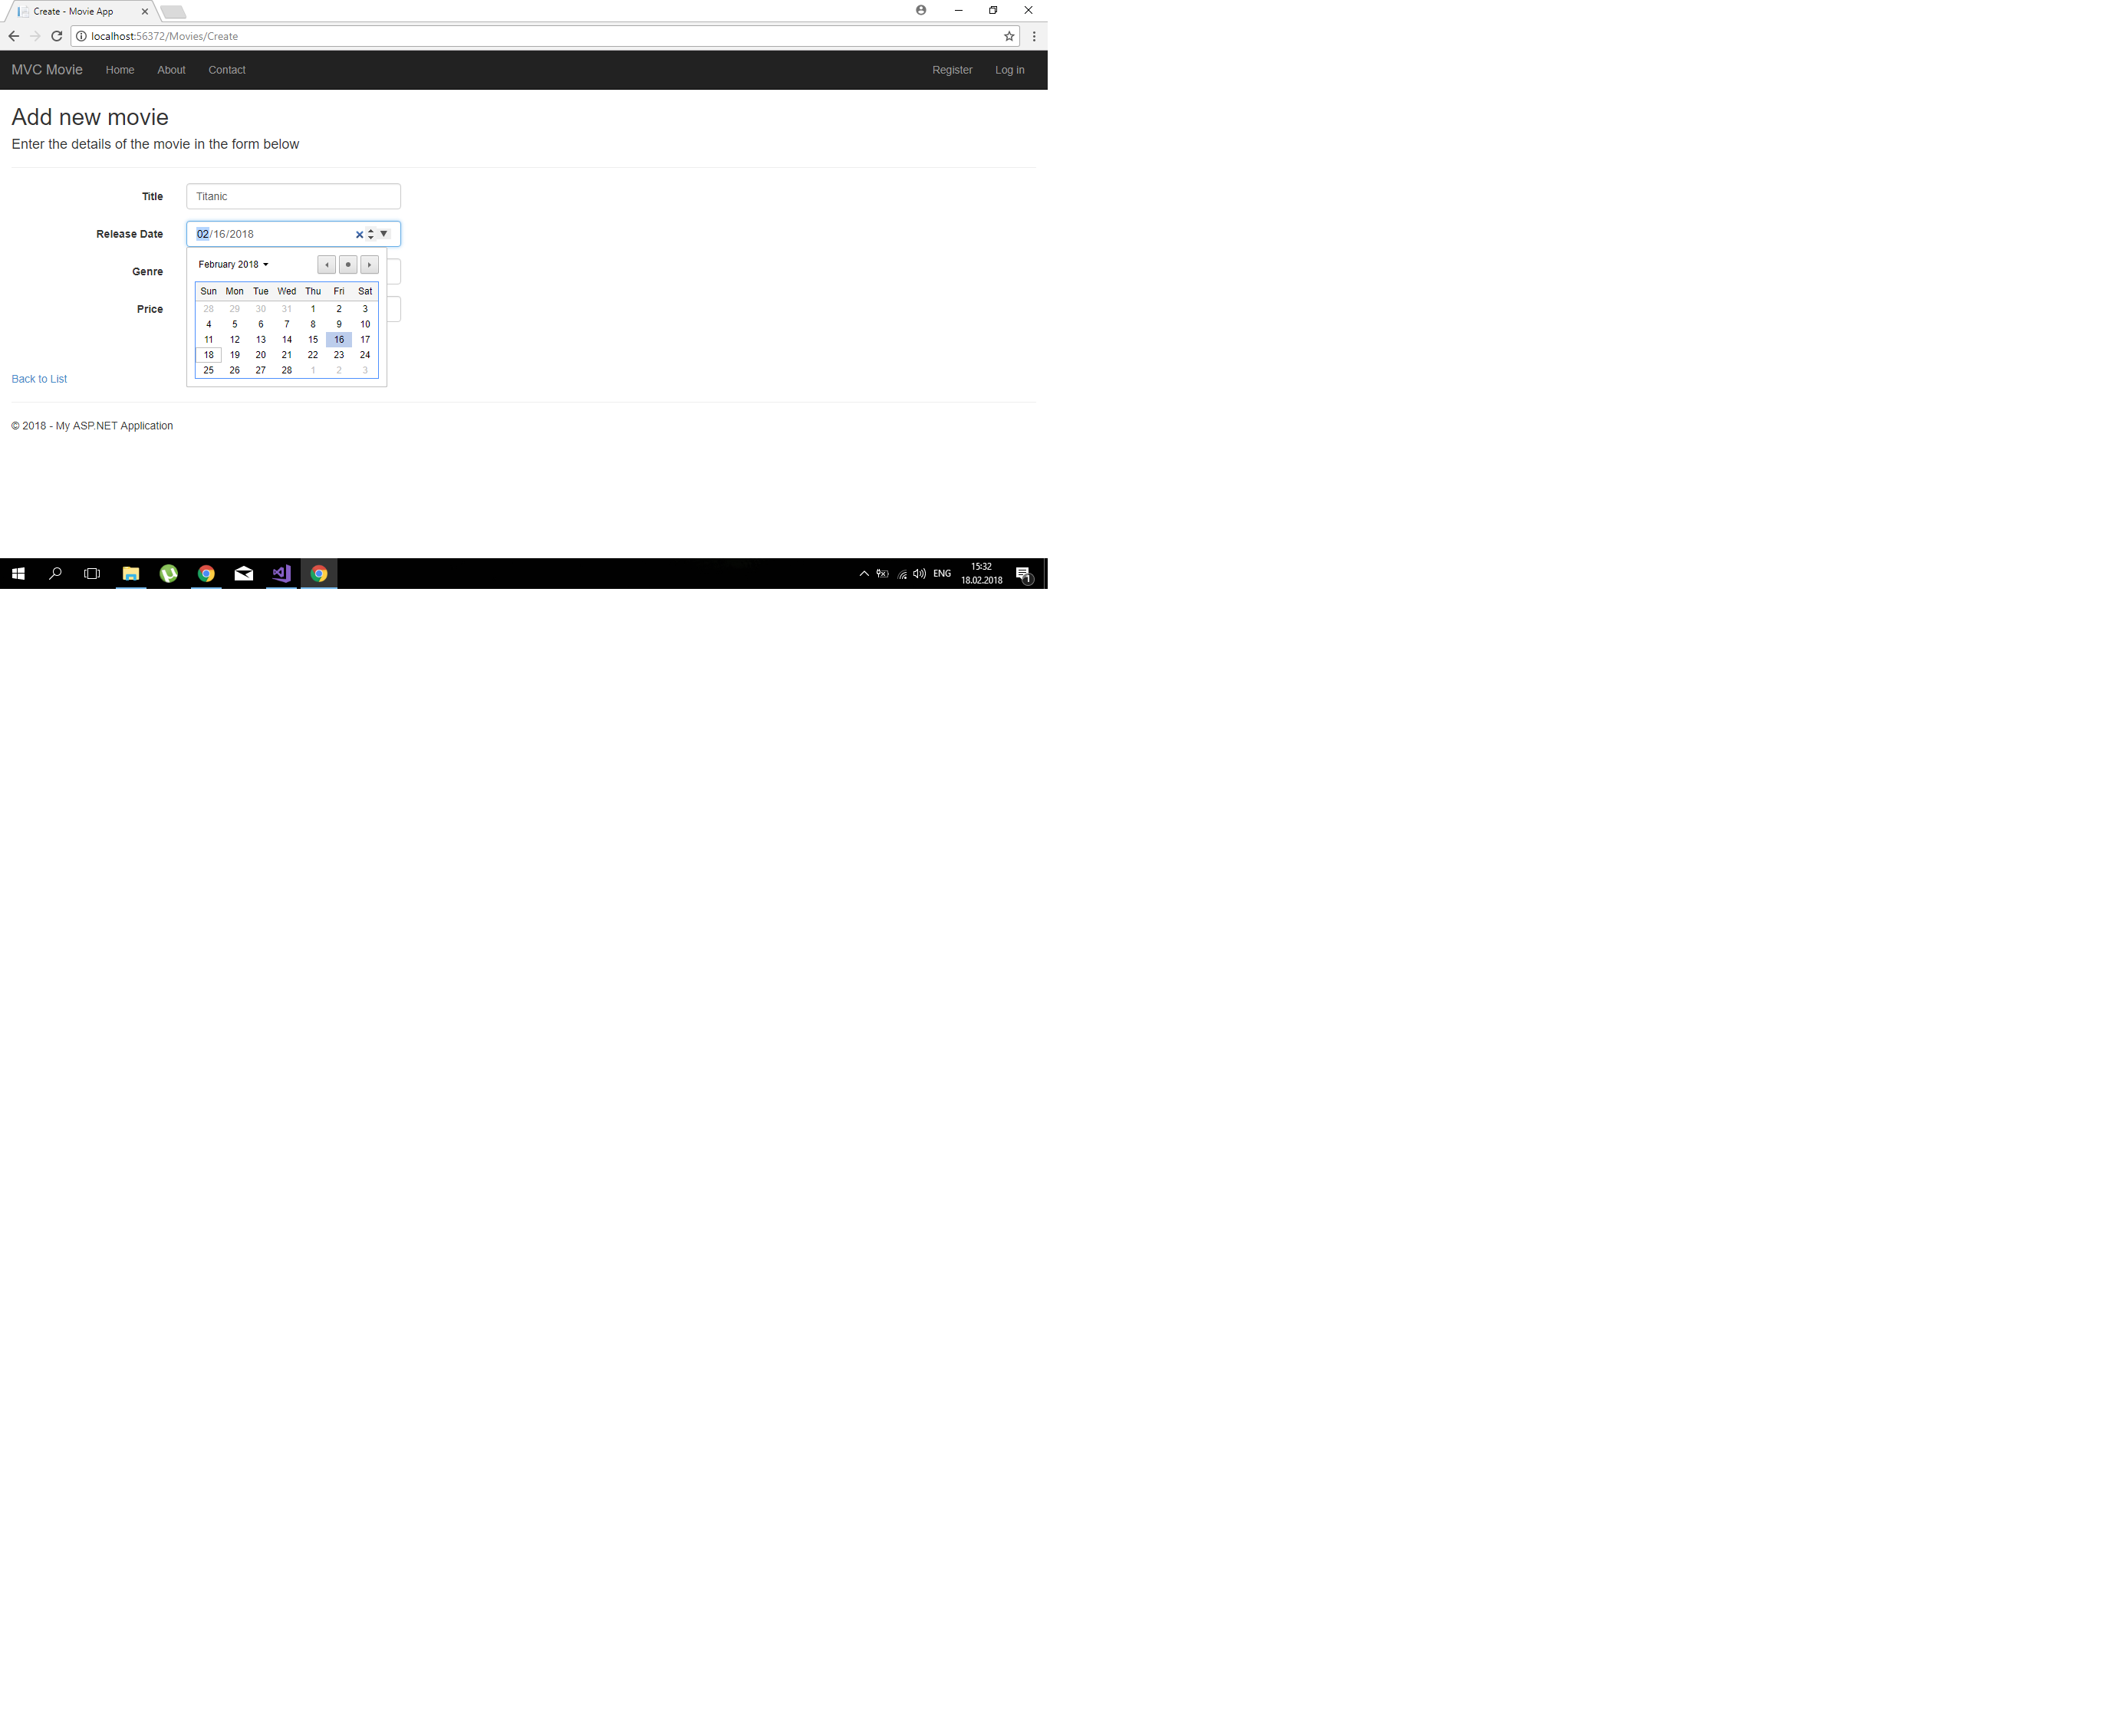 Create - Movie App
localhost:56372/Movies/Create
MVC Movie Home About Contact Register Log in
Add new movie
Enter the details of the movie in the form below
Title Titanic
Release Date 02/16/2018
February 2018
Genre
Sun Mon Tue Wed Thu Fri Sat
28 29 30 31 1 2 3
Price
4 5 6 7 8 9 10
11 12 13 14 15 16 17
18 19 20 21 22 23 24
25 26 27 28 1 2 3
Back to List
© 2018 - My ASP.NET Application
ENG
15:32
18.02.2018
1